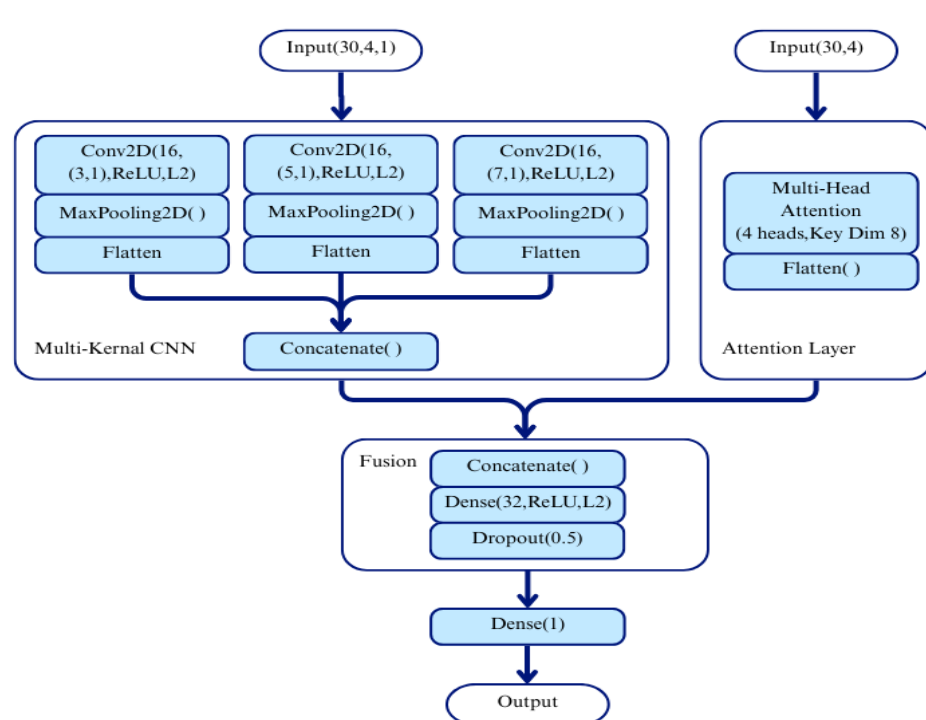 Input(30,4,1)
Input(30,4)
Conv2D(16,
(3,1),ReLU,L2)
MaxPooling2D( )
Flatten
Conv2D(16,
(5,1),ReLU,L2)
MaxPooling2D( )
Flatten
Conv2D(16,
(7,1),ReLU,L2)
MaxPooling2D( )
Flatten
Multi-Kernal CNN
Concatenate( )
Multi-Head
Attention
(4 heads,Key Dim 8)
Flatten( )
Attention Layer
Fusion
Concatenate( )
Dense(32,ReLU,L2)
Dropout(0.5)
Dense(1)
Output